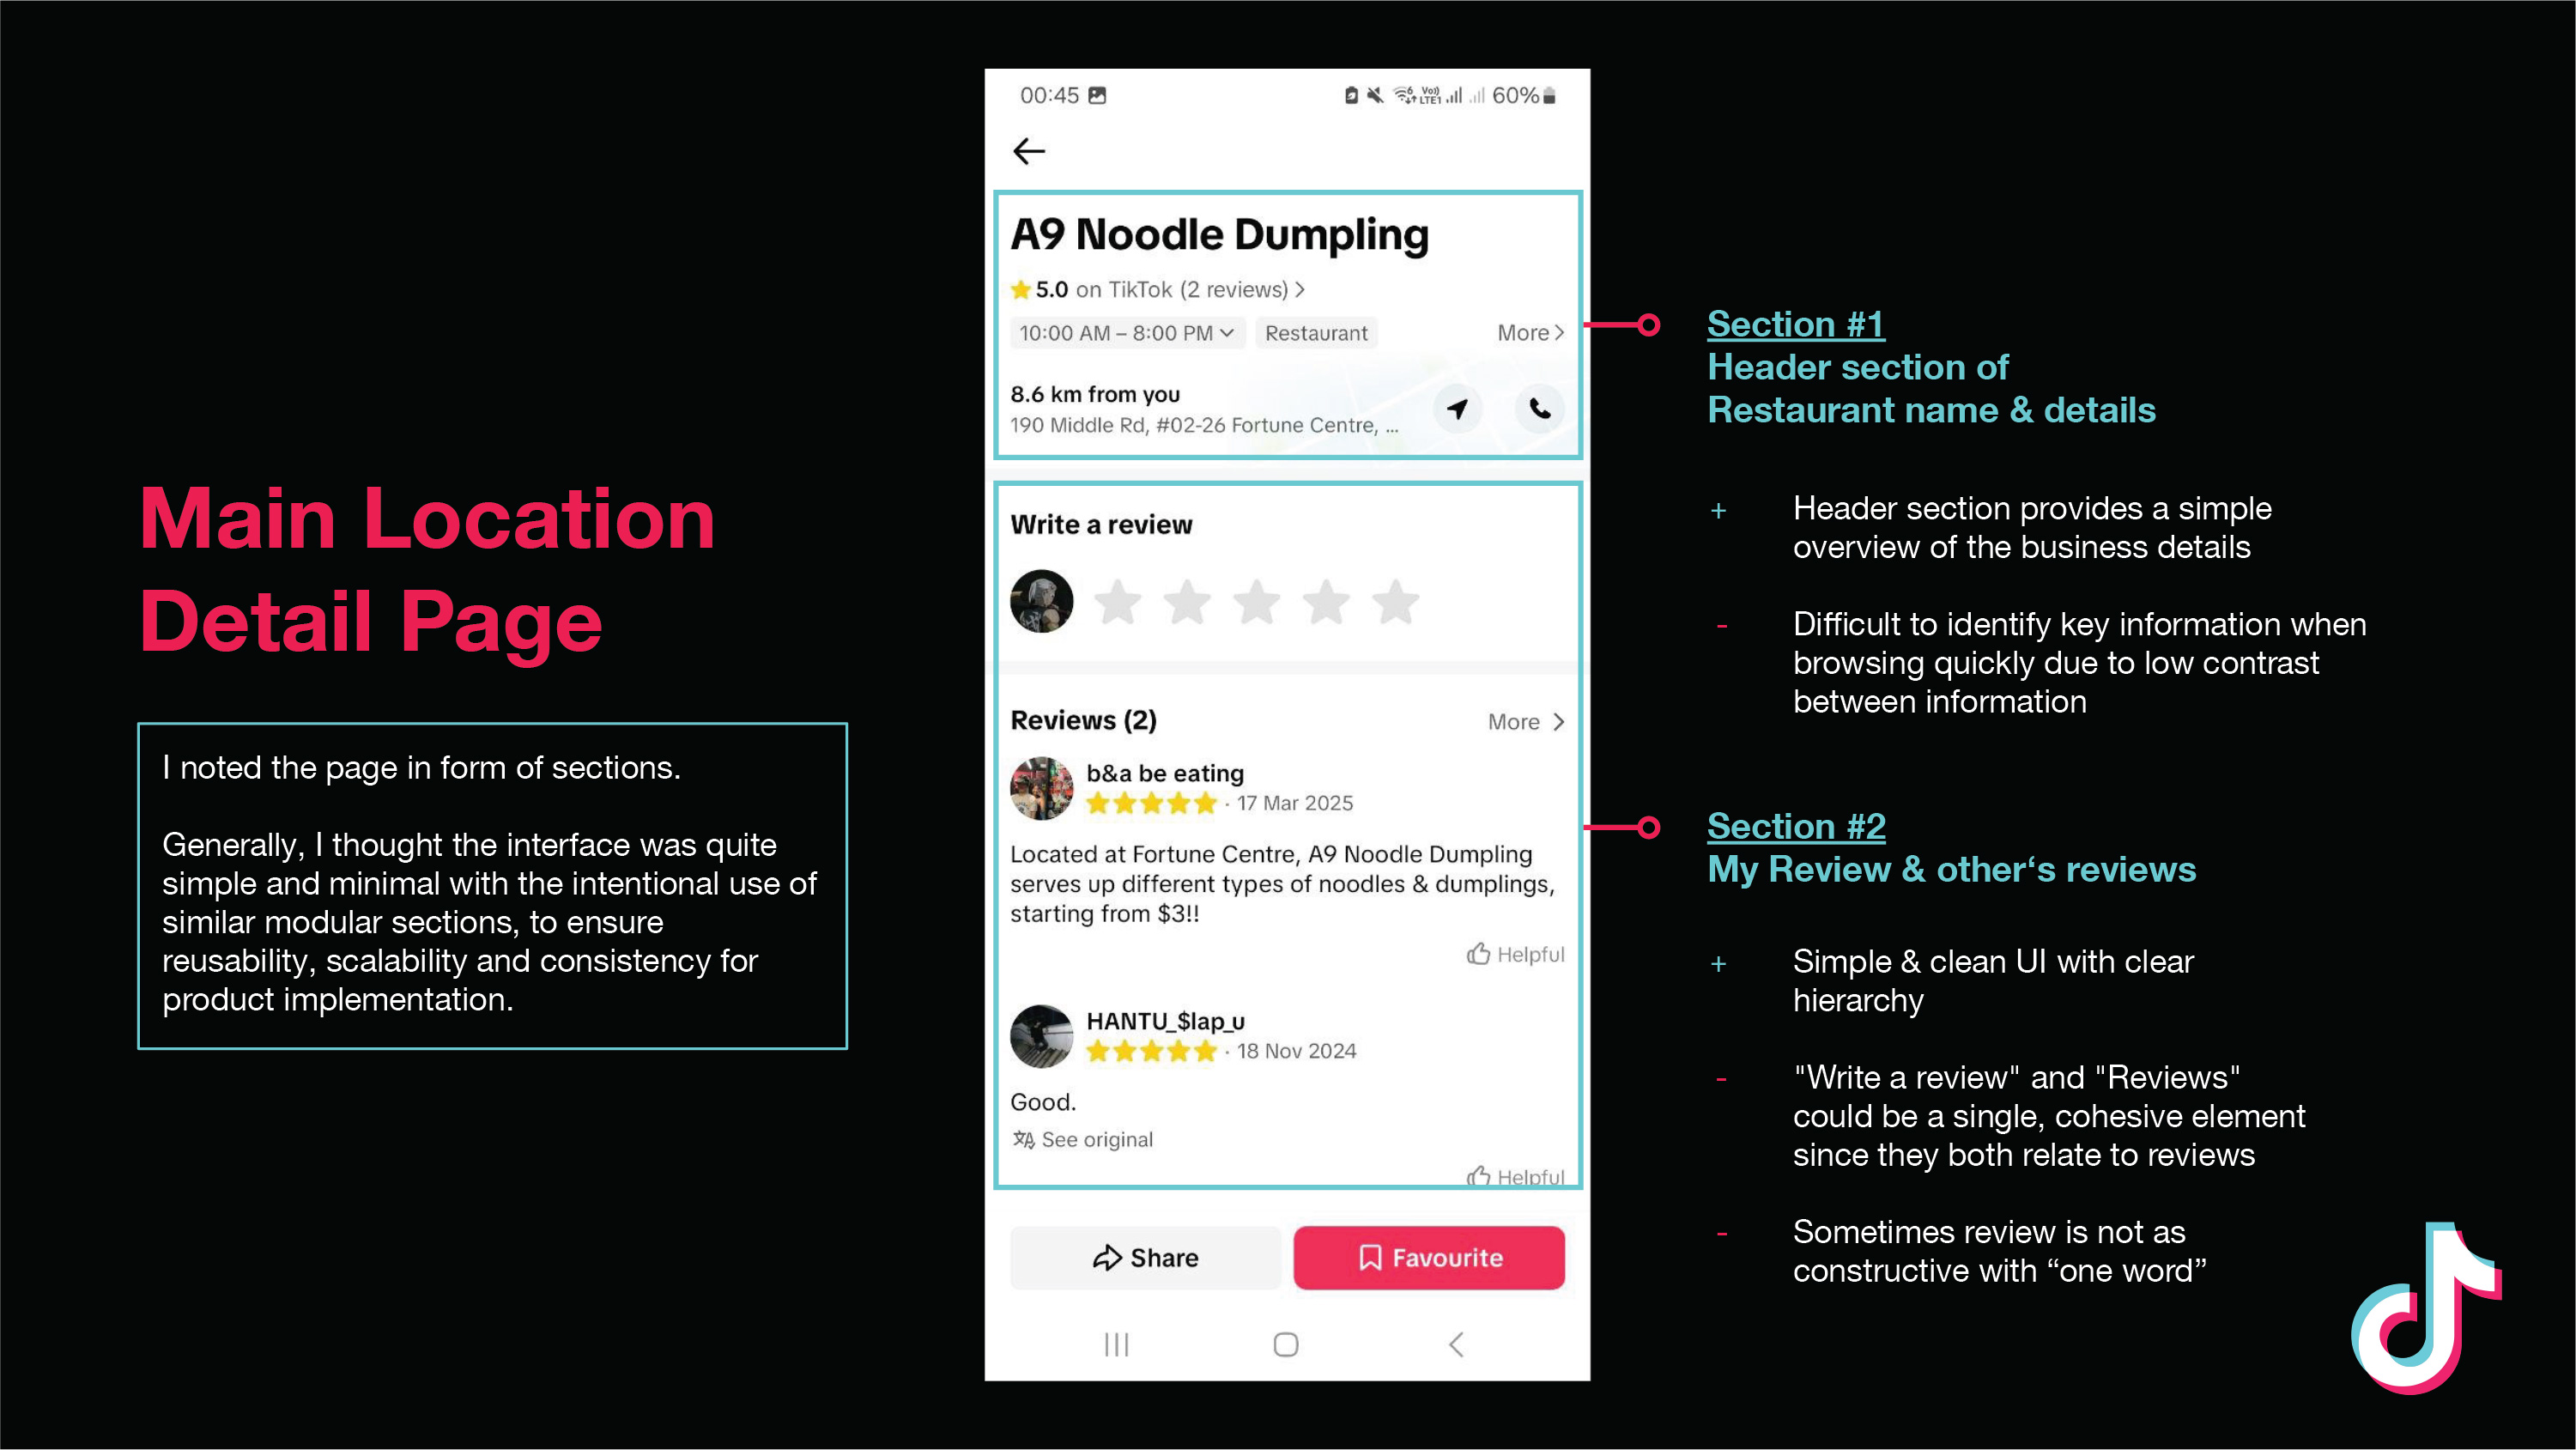 Main Location
Detail Page
I noted the page in form of sections.
Generally, I thought the interface was quite
simple and minimal with the intentional use of
similar modular sections, to ensure
reusability, scalability and consistency for
product implementation.
00:45
Vo))
LTE1
60%
A9 Noodle Dumpling
5.0 on TikTok (2 reviews) >
10:00 AM – 8:00 PM
Restaurant
More >
8.6 km from you
190 Middle Rd, #02-26 Fortune Centre, ...
Write a review
Reviews (2)
More >
b&a be eating
· 17 Mar 2025
Located at Fortune Centre, A9 Noodle Dumpling
serves up different types of noodles & dumplings,
starting from $3!!
Helpful
HANTU_$lap_u
· 18 Nov 2024
Good.
See original
Helpful
Share
Favourite
Section #1
Header section of
Restaurant name & details
+ Header section provides a simple
overview of the business details
- Difficult to identify key information when
browsing quickly due to low contrast
between information
Section #2
My Review & other‘s reviews
+ Simple & clean UI with clear
hierarchy
- "Write a review" and "Reviews"
could be a single, cohesive element
since they both relate to reviews
- Sometimes review is not as
constructive with “one word”